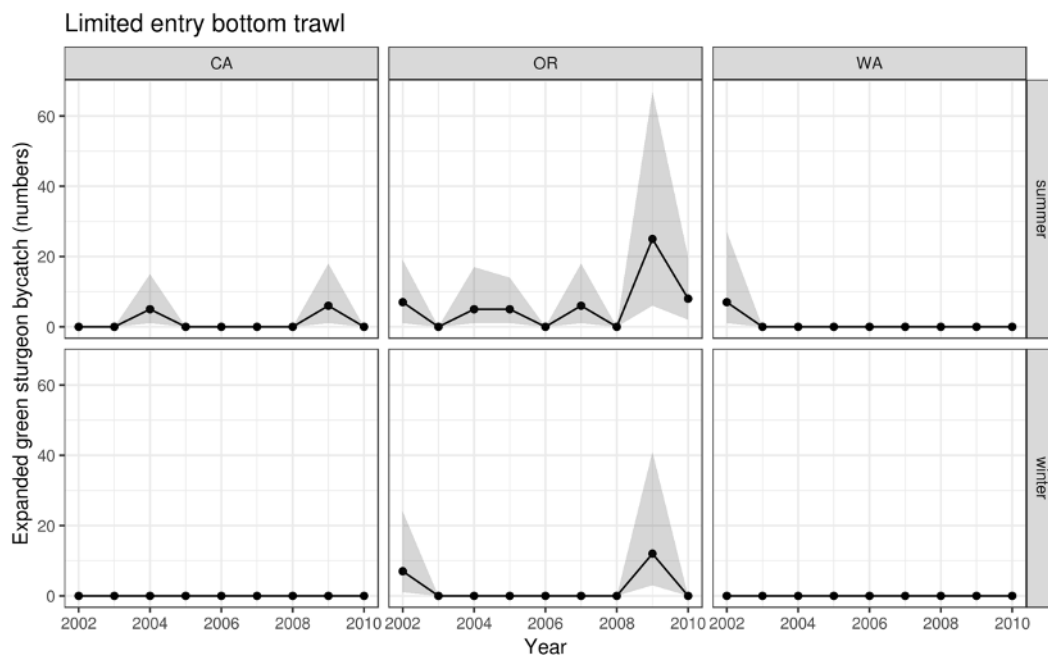 Limited entry bottom trawl
CA OR WA
60
40
20
0
summer
60
40
20
0
winter
Expanded green sturgeon bycatch (numbers)
2002 2004 2006 2008 2010 2002 2004 2006 2008 2010 2002 2004 2006 2008 2010
Year